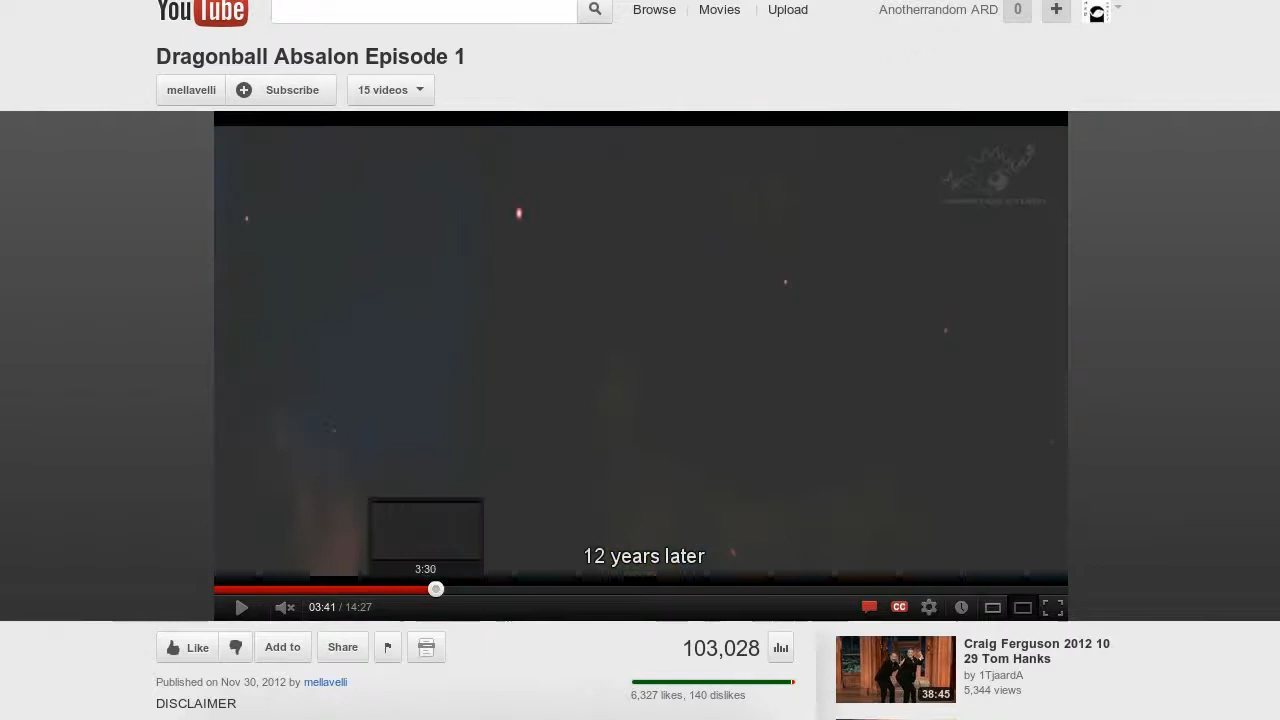 YouTube
Browse
Movies
Upload
Anotherrandom ARD
0
Dragonball Absalon Episode 1
mellavelli
Subscribe
15 videos
12 years later
3:30
03:41 / 14:27
CC
Like
Add to
Share
103,028
Published on Nov 30, 2012 by mellavelli
6,327 likes, 140 dislikes
DISCLAIMER
Craig Ferguson 2012 10
29 Tom Hanks
by 1TjaardA
5,344 views
38:45